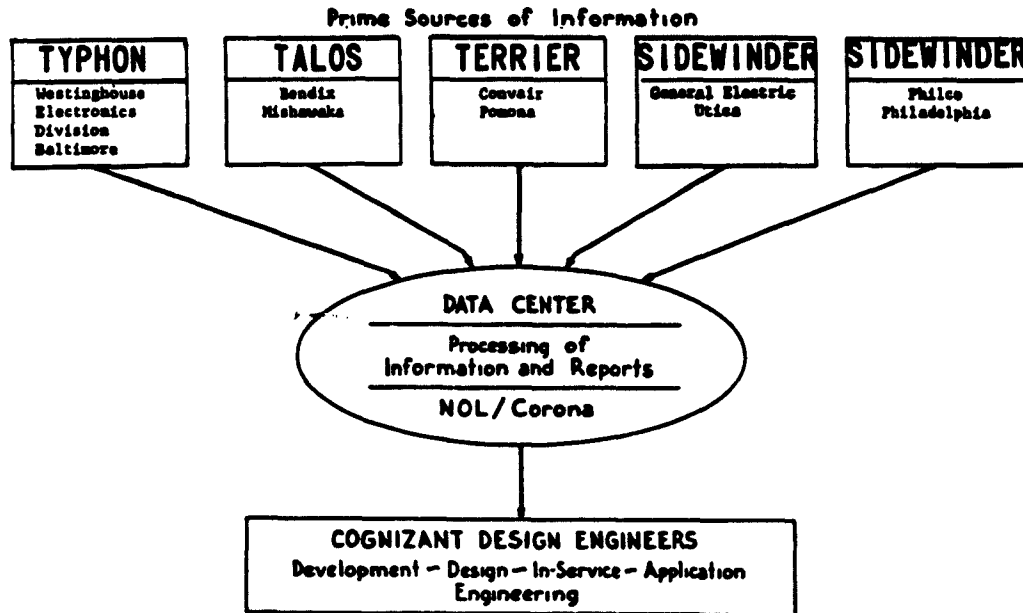 Prime Sources of Information
TYPHON
Westinghouse
Electronics
Division
Baltimore
TALOS
Bendix
Mishawaka
TERRIER
Convair
Pomona
SIDEWINDER
General Electric
Utica
SIDEWINDER
Philco
Philadelphia
DATA CENTER
Processing of
Information and Reports
NOL/Corona
COGNIZANT DESIGN ENGINEERS
Development - Design - In-Service - Application
Engineering